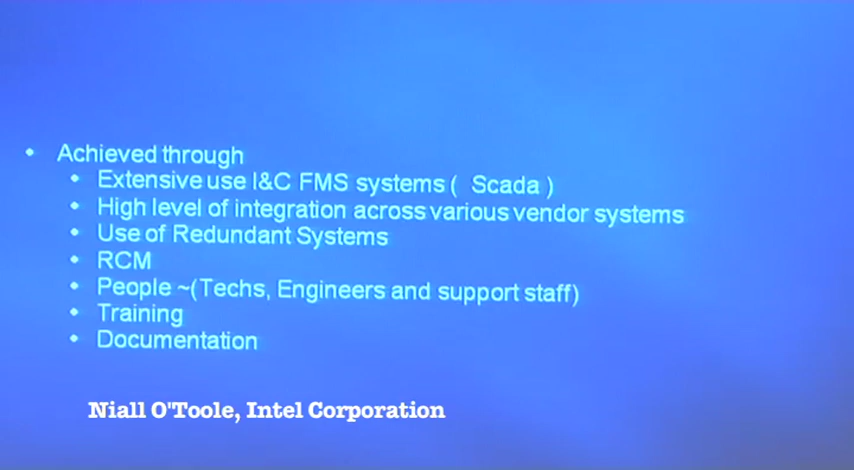 • Achieved through
• Extensive use I&C FMS systems ( Scada )
• High level of integration across various vendor systems
• Use of Redundant Systems
• RCM
• People ~(Techs, Engineers and support staff)
• Training
• Documentation
Niall O'Toole, Intel Corporation